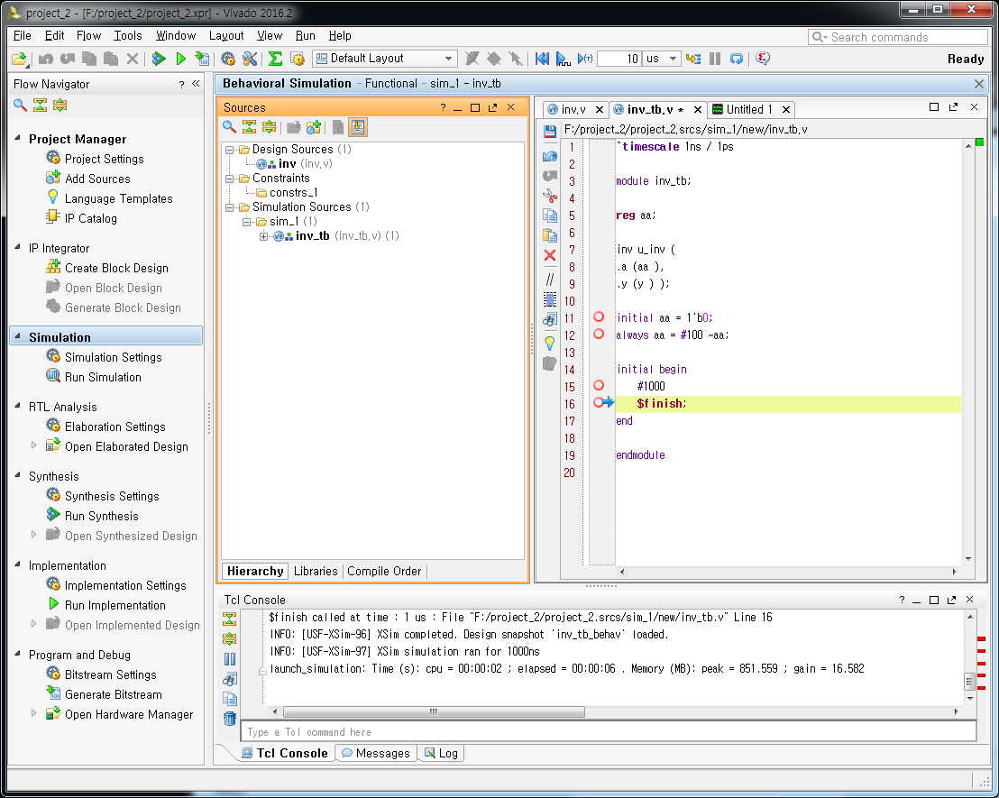 project_2 - [F:/project_2/project_2.xpr] - Vivado 2016.2
File Edit Flow Tools Window Layout View Run Help
Search commands
Default Layout
(T)
10 us
Ready
Flow Navigator
Project Manager
Project Settings
Add Sources
Language Templates
IP Catalog
IP Integrator
Create Block Design
Open Block Design
Generate Block Design
Simulation
Simulation Settings
Run Simulation
RTL Analysis
Elaboration Settings
Open Elaborated Design
Synthesis
Synthesis Settings
Run Synthesis
Open Synthesized Design
Implementation
Implementation Settings
Run Implementation
Open Implemented Design
Program and Debug
Bitstream Settings
Generate Bitstream
Open Hardware Manager
Behavioral Simulation - Functional - sim_1 - inv_tb
Sources
Design Sources (1)
inv (inv.v)
Constraints
constrs_1
Simulation Sources (1)
sim_1 (1)
inv_tb (inv_tb.v) (1)
Hierarchy Libraries Compile Order
inv.v inv_tb.v * Untitled 1
F:/project_2/project_2.srcs/sim_1/new/inv_tb.v
1 `timescale 1ns / 1ps
2
3 module inv_tb;
4
5 reg aa;
6
7 inv u_inv (
8 .a (aa ),
9 .y (y ) );
10
11 initial aa = 1'b0;
12 always aa = #100 ~aa;
13
14 initial begin
15 #1000
16 $finish;
17 end
18
19 endmodule
20
Tcl Console
$finish called at time : 1 us : File "F:/project_2/project_2.srcs/sim_1/new/inv_tb.v" Line 16
INFO: [USF-XSim-96] XSim completed. Design snapshot 'inv_tb_behav' loaded.
INFO: [USF-XSim-97] XSim simulation ran for 1000ns
launch_simulation: Time (s): cpu = 00:00:02 ; elapsed = 00:00:06 . Memory (MB): peak = 851.559 ; gain = 16.582
Type a Tcl command here
Tcl Console Messages Log